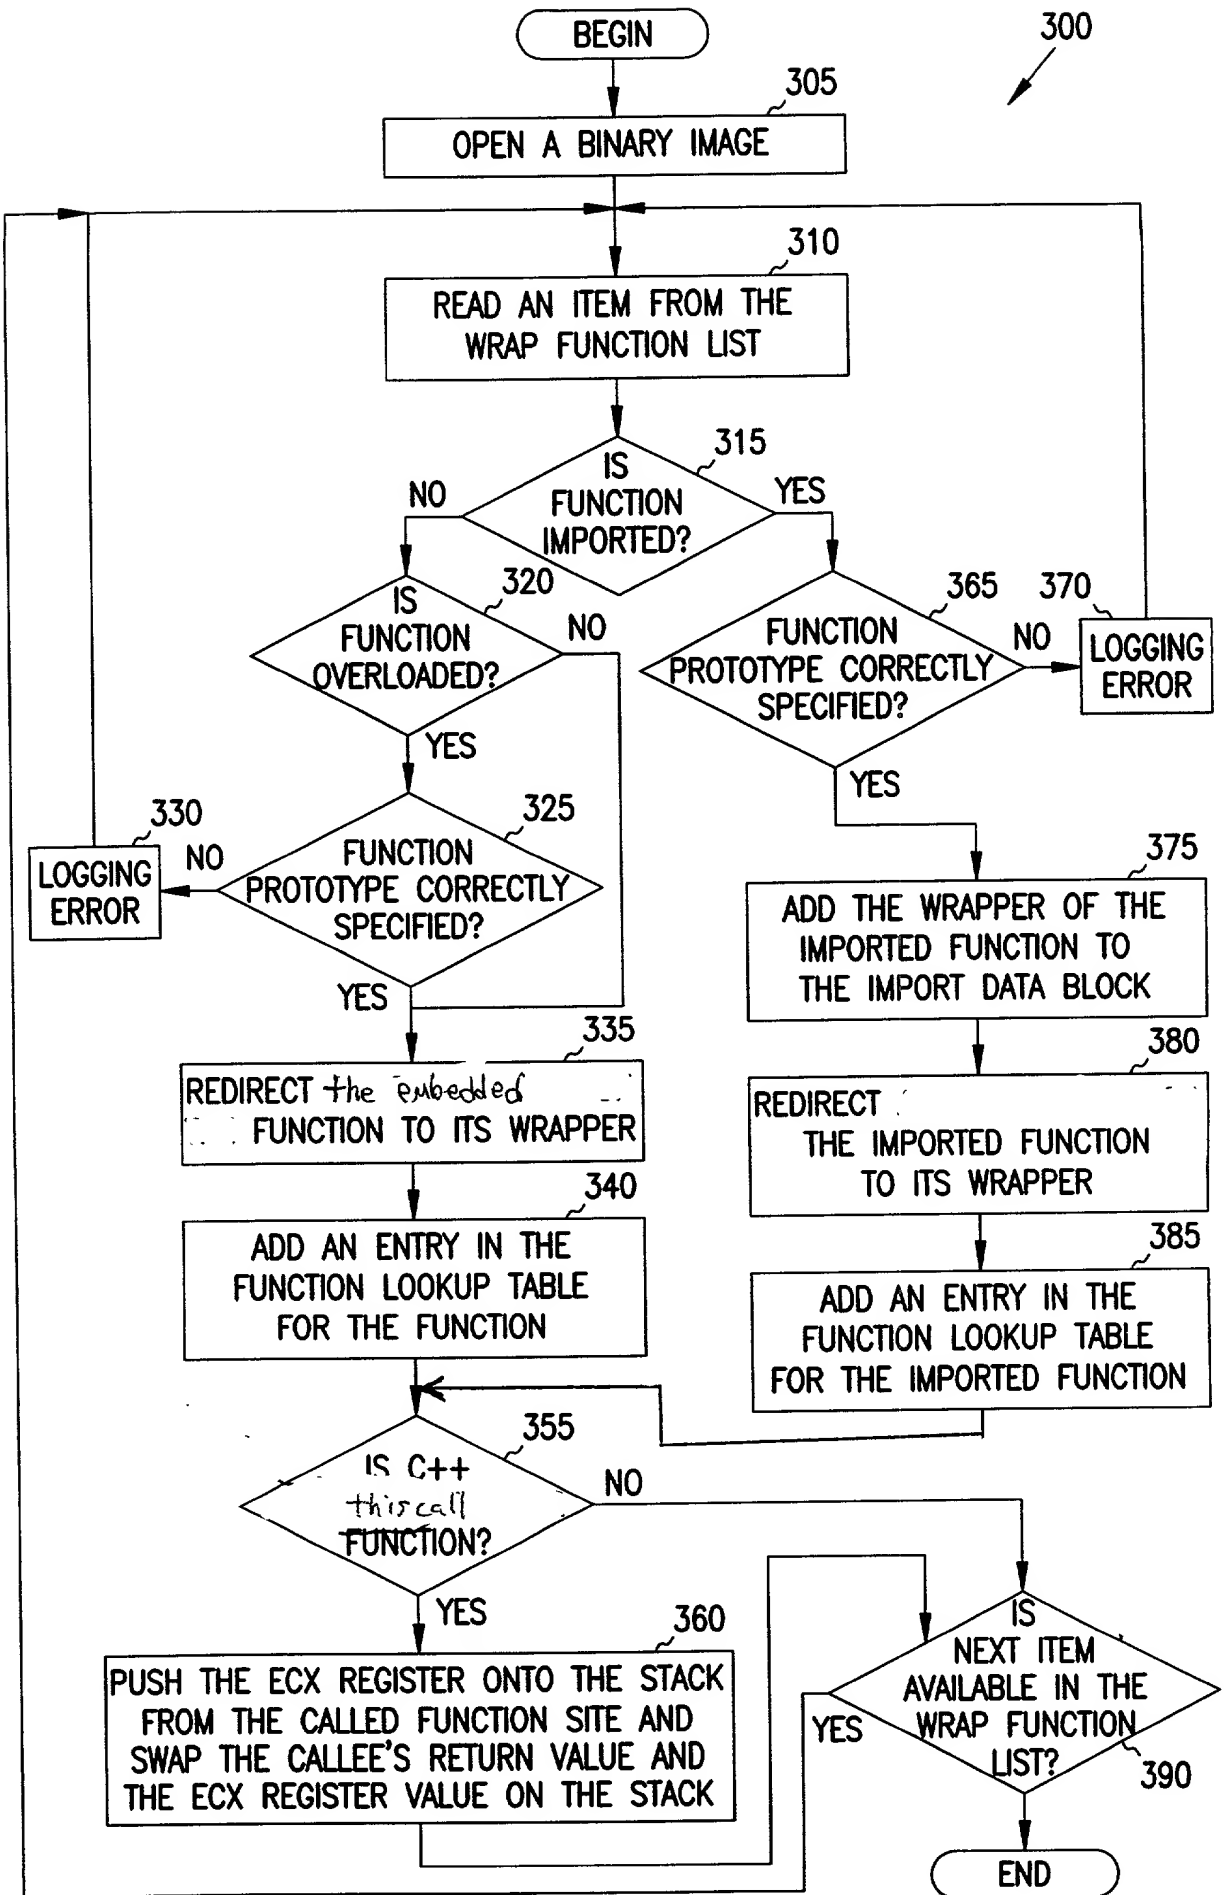 BEGIN
300
305
OPEN A BINARY IMAGE
310
READ AN ITEM FROM THE
WRAP FUNCTION LIST
315
IS
FUNCTION
IMPORTED?
NO
YES
320
IS
FUNCTION
OVERLOADED?
NO
YES
365
FUNCTION
PROTOTYPE CORRECTLY
SPECIFIED?
NO
YES
370
LOGGING
ERROR
325
FUNCTION
PROTOTYPE CORRECTLY
SPECIFIED?
NO
YES
330
LOGGING
ERROR
375
ADD THE WRAPPER OF THE
IMPORTED FUNCTION TO
THE IMPORT DATA BLOCK
335
REDIRECT the embedded
FUNCTION TO ITS WRAPPER
380
REDIRECT
THE IMPORTED FUNCTION
TO ITS WRAPPER
340
ADD AN ENTRY IN THE
FUNCTION LOOKUP TABLE
FOR THE FUNCTION
385
ADD AN ENTRY IN THE
FUNCTION LOOKUP TABLE
FOR THE IMPORTED FUNCTION
355
IS C++
thiscall
FUNCTION?
NO
YES
360
PUSH THE ECX REGISTER ONTO THE STACK
FROM THE CALLED FUNCTION SITE AND
SWAP THE CALLEE'S RETURN VALUE AND
THE ECX REGISTER VALUE ON THE STACK
IS
NEXT ITEM
AVAILABLE IN THE
WRAP FUNCTION
LIST?
YES
390
END